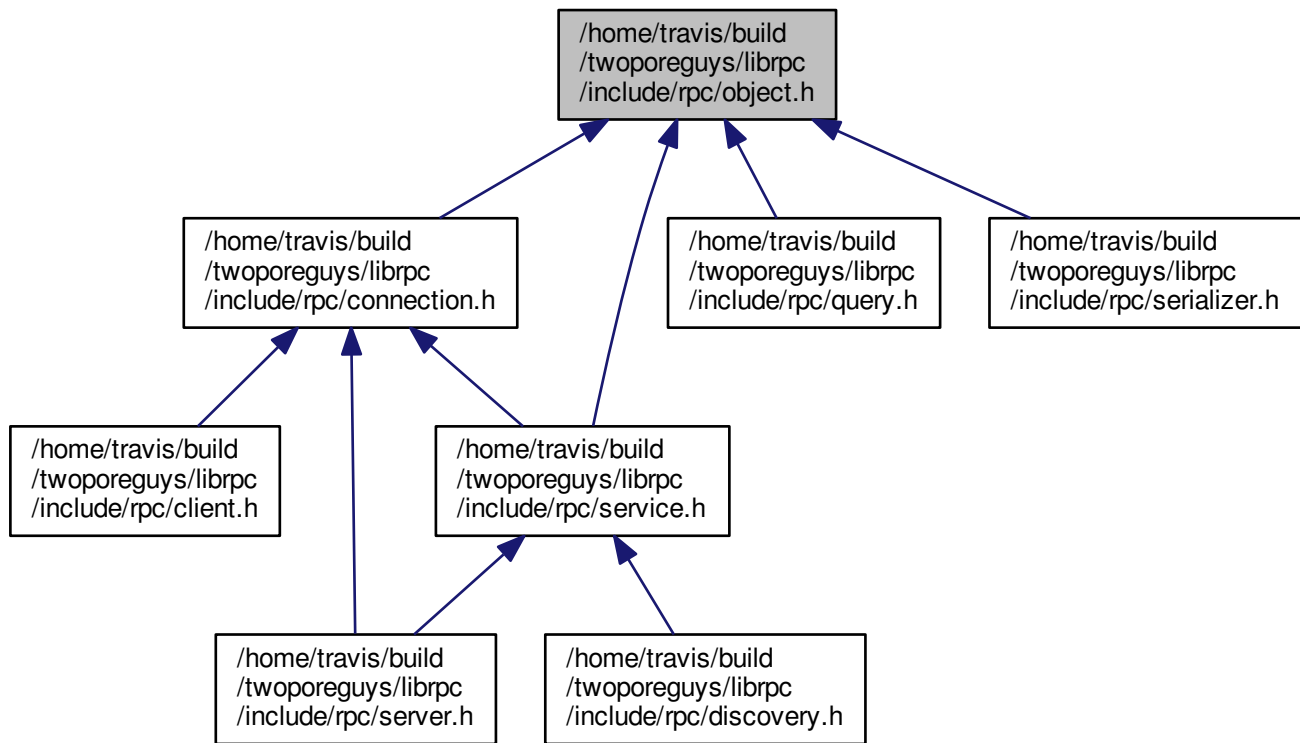 /home/travis/build
/twoporeguys/librpc
/include/rpc/object.h
/home/travis/build
/twoporeguys/librpc
/include/rpc/connection.h
/home/travis/build
/twoporeguys/librpc
/include/rpc/query.h
/home/travis/build
/twoporeguys/librpc
/include/rpc/serializer.h
/home/travis/build
/twoporeguys/librpc
/include/rpc/client.h
/home/travis/build
/twoporeguys/librpc
/include/rpc/service.h
/home/travis/build
/twoporeguys/librpc
/include/rpc/server.h
/home/travis/build
/twoporeguys/librpc
/include/rpc/discovery.h